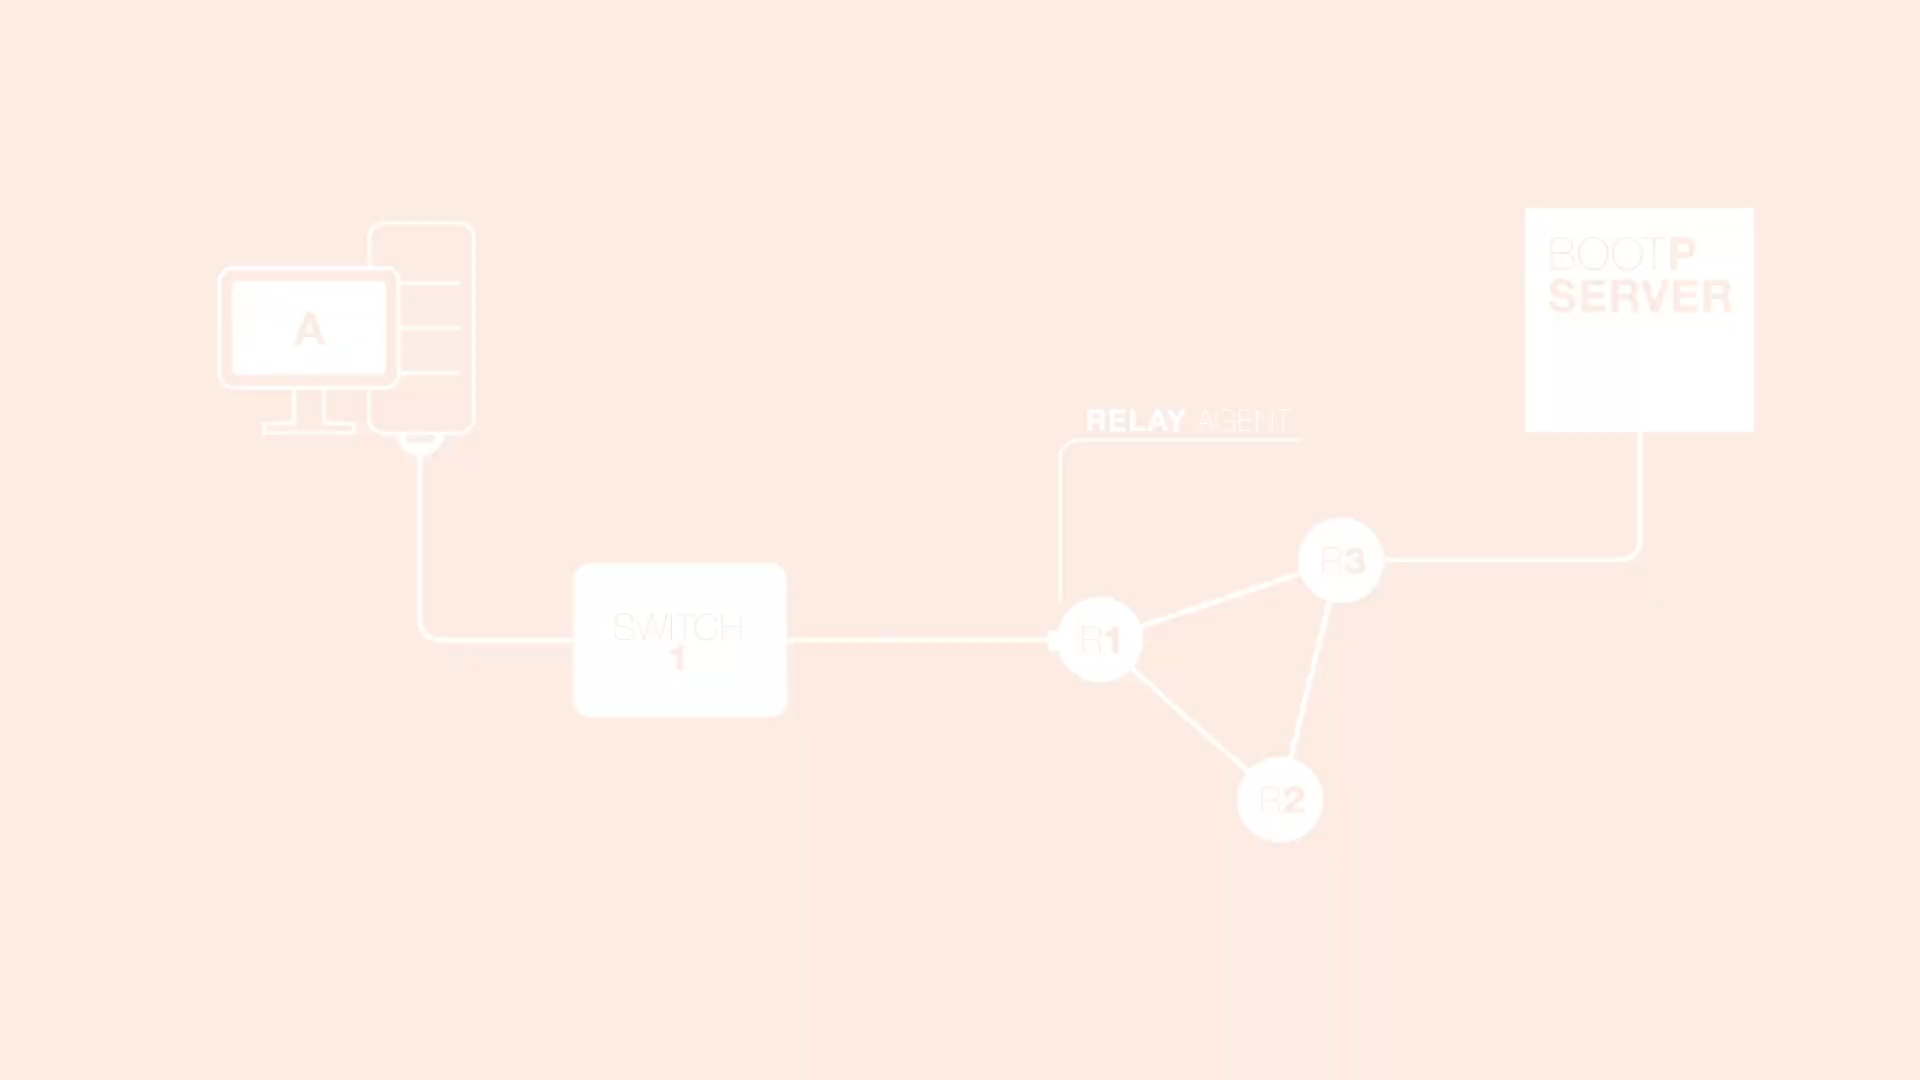 A
BOOTP
SERVER
RELAY AGENT
R3
SWITCH
1
R1
R2